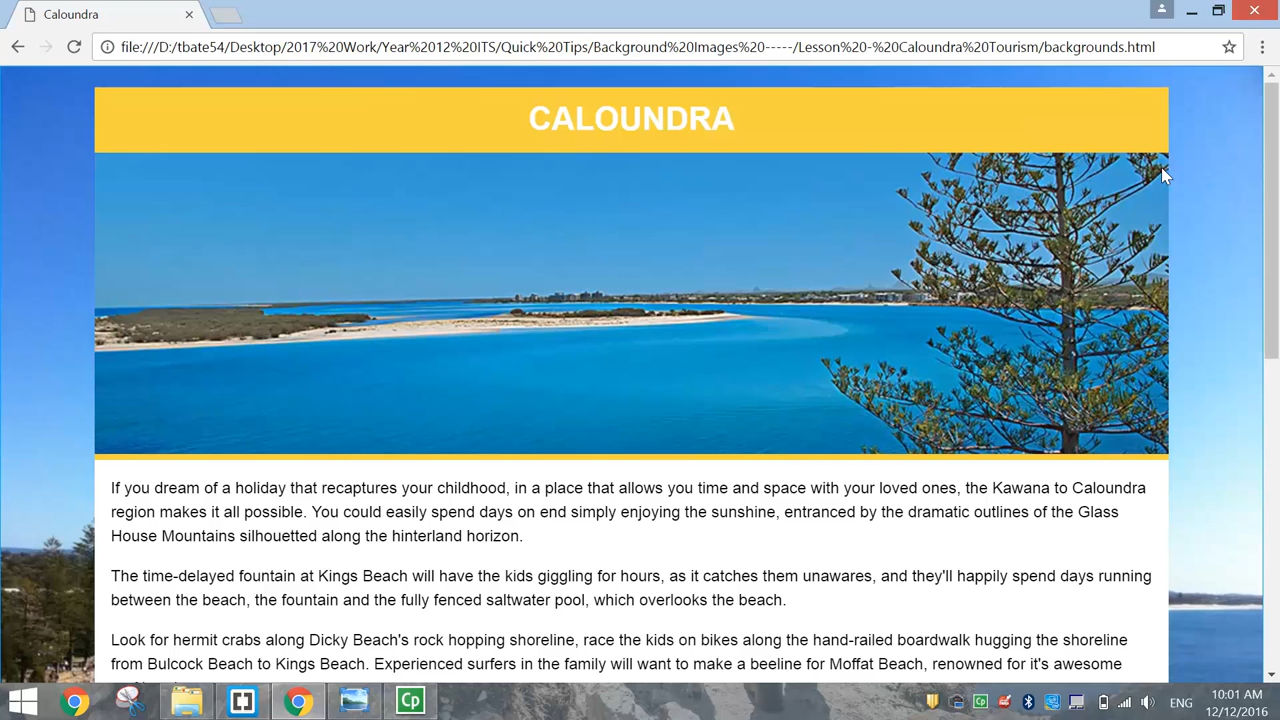 Caloundra
file:///D:/tbate54/Desktop/2017%20Work/Year%2012%20ITS/Quick%20Tips/Background%20Images%20-----/Lesson%20-%20Caloundra%20Tourism/backgrounds.html
CALOUNDRA
If you dream of a holiday that recaptures your childhood, in a place that allows you time and space with your loved ones, the Kawana to Caloundra
region makes it all possible. You could easily spend days on end simply enjoying the sunshine, entranced by the dramatic outlines of the Glass
House Mountains silhouetted along the hinterland horizon.
The time-delayed fountain at Kings Beach will have the kids giggling for hours, as it catches them unawares, and they'll happily spend days running
between the beach, the fountain and the fully fenced saltwater pool, which overlooks the beach.
Look for hermit crabs along Dicky Beach's rock hopping shoreline, race the kids on bikes along the hand-railed boardwalk hugging the shoreline
from Bulcock Beach to Kings Beach. Experienced surfers in the family will want to make a beeline for Moffat Beach, renowned for it's awesome
Cp
Cp
ENG
10:01 AM
12/12/2016